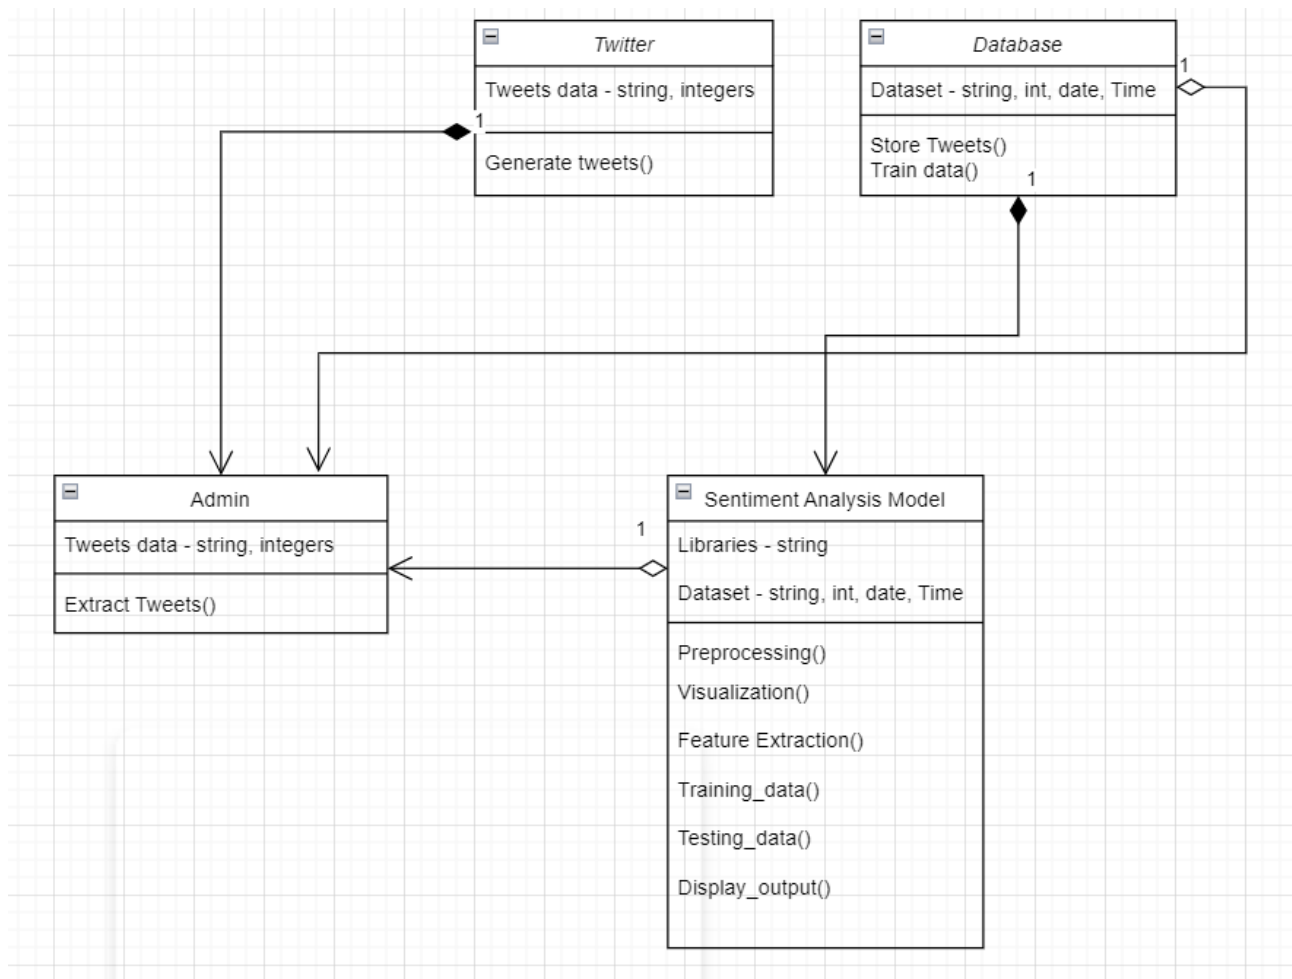 Twitter
Tweets data - string, integers
1
Generate tweets()
Database
1
Dataset - string, int, date, Time
Store Tweets()
Train data()
1
Admin
Tweets data - string, integers
Extract Tweets()
1
Sentiment Analysis Model
Libraries - string
Dataset - string, int, date, Time
Preprocessing()
Visualization()
Feature Extraction()
Training_data()
Testing_data()
Display_output()